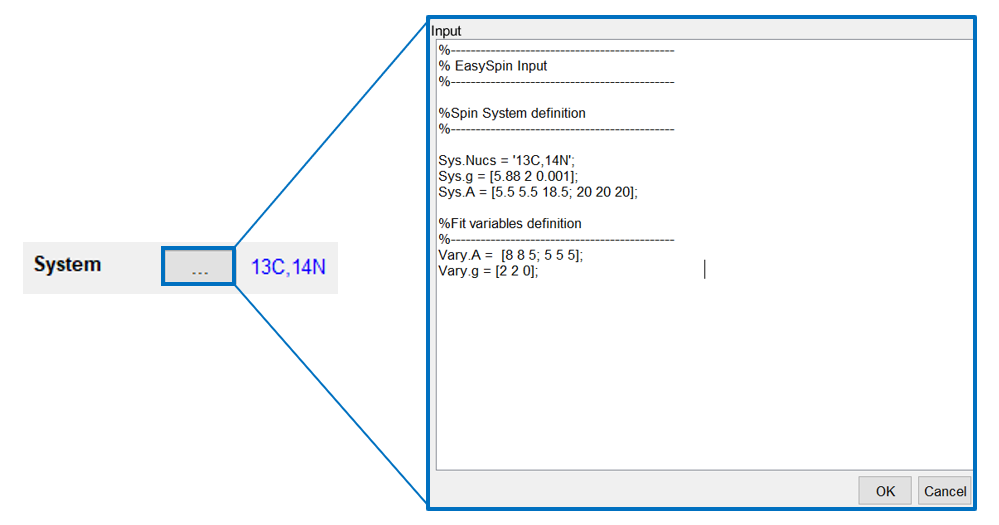 System
...
13C,14N
Input
%--------------------------------------------
% EasySpin Input
%--------------------------------------------
%Spin System definition
%--------------------------------------------
Sys.Nucs = '13C,14N';
Sys.g = [5.88 2 0.001];
Sys.A = [5.5 5.5 18.5; 20 20 20];
%Fit variables definition
%--------------------------------------------
Vary.A =  [8 8 5; 5 5 5];
Vary.g = [2 2 0];
OK
Cancel